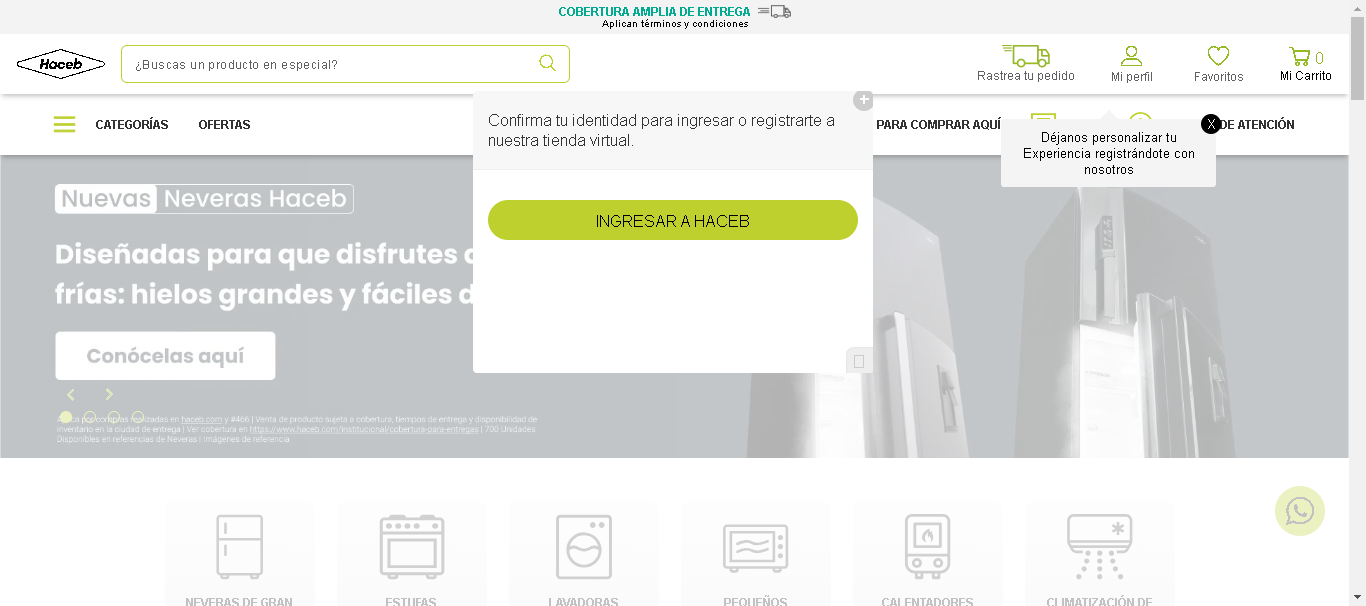 COBERTURA AMPLIA DE ENTREGA
Aplican términos y condiciones
Haceb
¿Buscas un producto en especial?
Rastrea tu pedido
Mi perfil
Favoritos
0
Mi Carrito
CATEGORÍAS
OFERTAS
PARA COMPRAR AQUÍ
DE ATENCIÓN
X
Déjanos personalizar tu
Experiencia registrándote con
nosotros
Confirma tu identidad para ingresar o registrarte a
nuestra tienda virtual.
INGRESAR A HACEB
Nuevas Neveras Haceb
Diseñadas para que disfrutes
frías: hielos grandes y fáciles
Conócelas aquí
por compras realizadas en haceb.com y #466 | Venta de producto sujeta a cobertura, tiempos de entrega y disponibilidad de
inventario en la ciudad de entrega | Ver cobertura en https://www.haceb.com/institucional/cobertura-para-entregas | 700 Unidades
Disponibles en referencias de Neveras | Imágenes de referencia
NEVERAS DE GRAN
ESTUFAS
LAVADORAS
PEQUEÑOS
CALENTADORES
CLIMATIZACIÓN DE